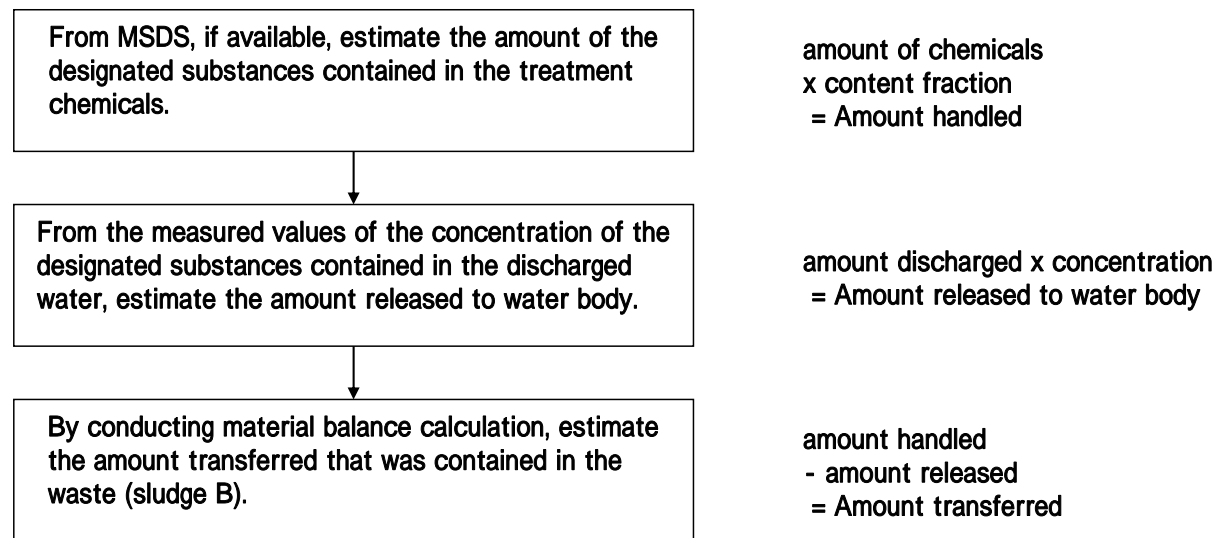 From MSDS, if available, estimate the amount of the
designated substances contained in the treatment
chemicals.
amount of chemicals
x content fraction
= Amount handled
From the measured values of the concentration of the
designated substances contained in the discharged
water, estimate the amount released to water body.
amount discharged x concentration
= Amount released to water body
By conducting material balance calculation, estimate
the amount transferred that was contained in the
waste (sludge B).
amount handled
- amount released
= Amount transferred